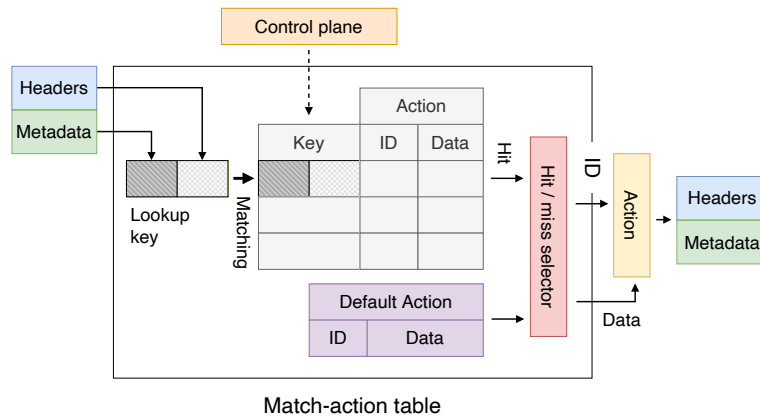 Control plane
Headers
Metadata
Lookup
key
Matching
Action
Key
ID
Data
Hit
Default Action
ID
Data
Hit / miss selector
ID
Data
Action
Headers
Metadata
Match-action table